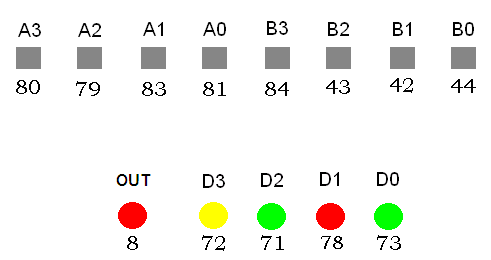 A3 A2 A1 A0 B3 B2 B1 B0
80 79 83 81 84 43 42 44
OUT D3 D2 D1 D0
8 72 71 78 73